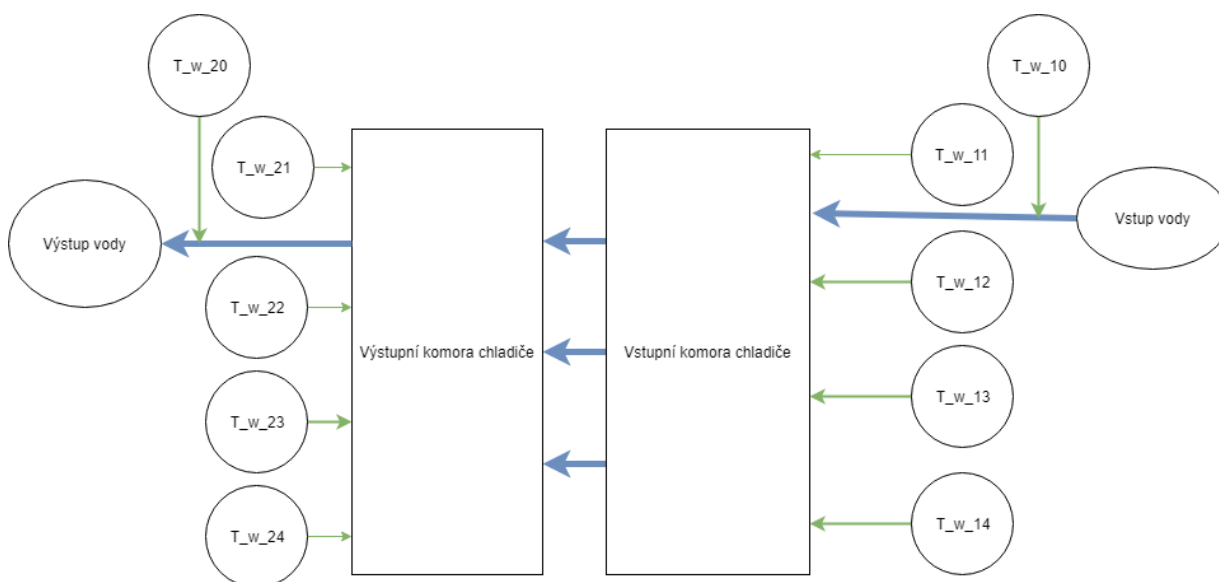 T_w_20
T_w_10
T_w_21
T_w_11
Výstup vody
Vstup vody
T_w_22
T_w_12
Výstupní komora chladiče
Vstupní komora chladiče
T_w_23
T_w_13
T_w_24
T_w_14